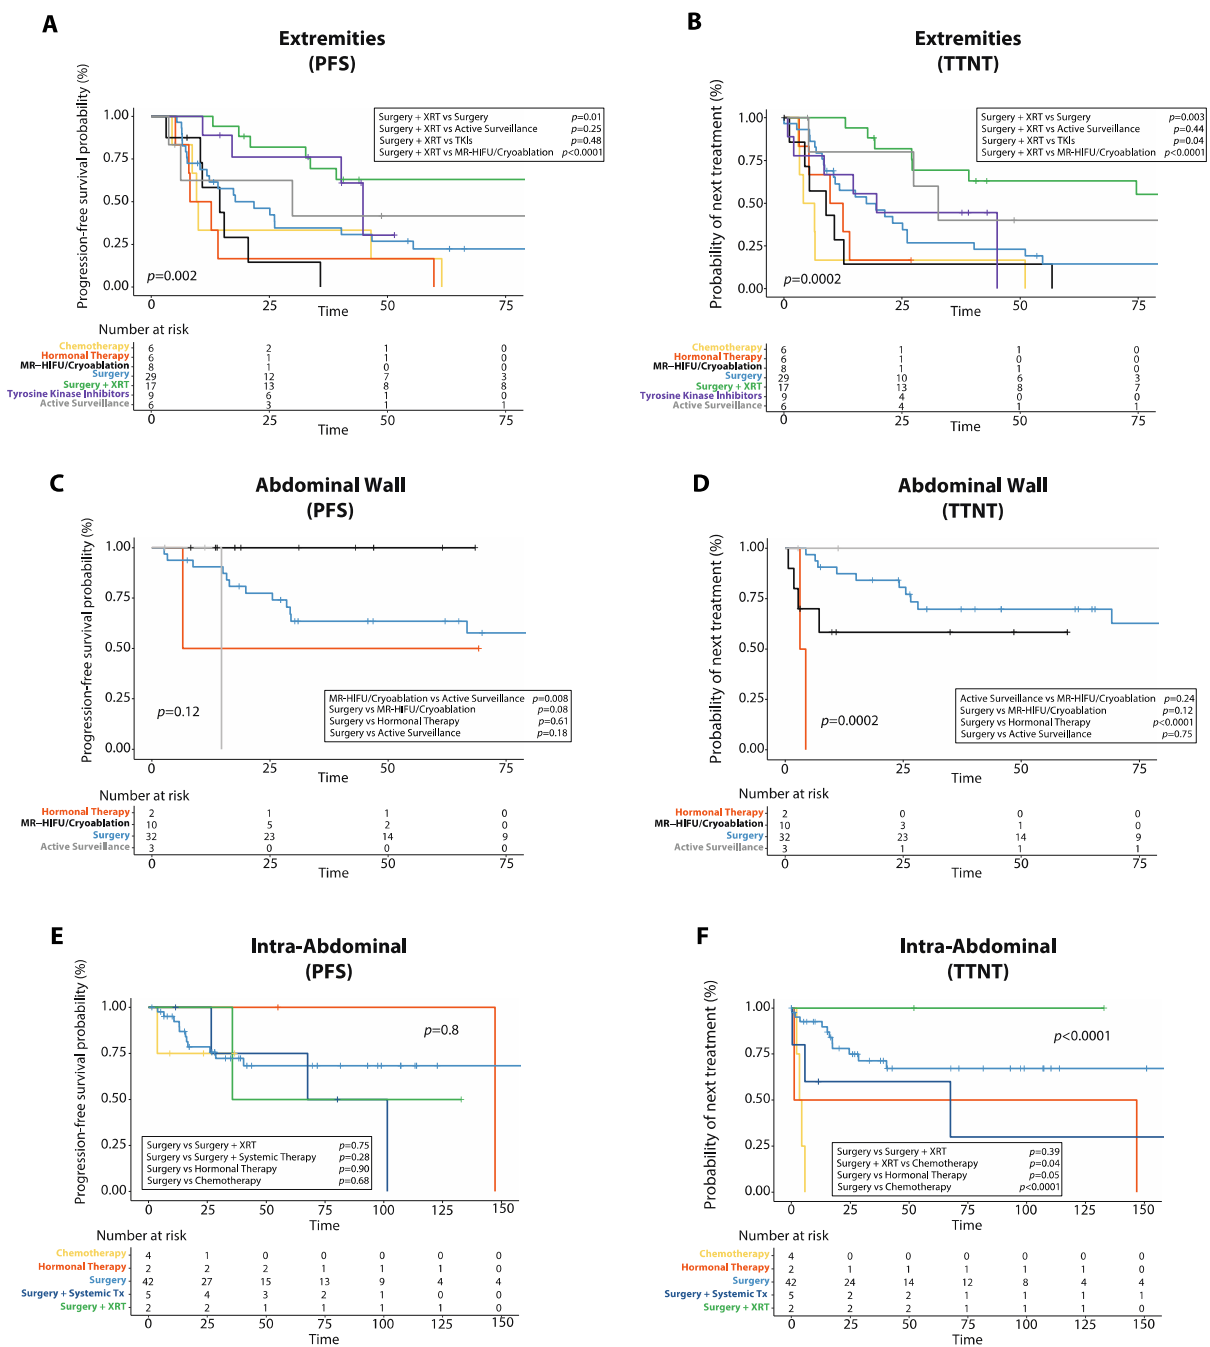 A
Extremities
(PFS)
Progression-free survival probability (%)
1.00
0.75
0.50
0.25
0.00
Surgery + XRT vs Surgery p=0.01
Surgery + XRT vs Active Surveillance p=0.25
Surgery + XRT vs TKIs p=0.48
Surgery + XRT vs MR-HIFU/Cryoablation p<0.0001
p=0.002
0 25 50 75
Time
Number at risk
Chemotherapy 6 2 1 0
Hormonal Therapy 6 1 1 0
MR-HIFU/Cryoablation 8 1 0 0
Surgery 29 12 7 3
Surgery + XRT 17 13 8 8
Tyrosine Kinase Inhibitors 9 6 1 0
Active Surveillance 6 3 1 1
0 25 50 75
Time
B
Extremities
(TTNT)
Probability of next treatment (%)
1.00
0.75
0.50
0.25
0.00
Surgery + XRT vs Surgery p=0.003
Surgery + XRT vs Active Surveillance p=0.44
Surgery + XRT vs TKIs p=0.04
Surgery + XRT vs MR-HIFU/Cryoablation p<0.0001
p=0.0002
0 25 50 75
Time
Number at risk
Chemotherapy 6 1 1 0
Hormonal Therapy 6 1 0 0
MR-HIFU/Cryoablation 8 1 1 0
Surgery 29 10 6 3
Surgery + XRT 17 13 8 7
Tyrosine Kinase Inhibitors 9 4 0 0
Active Surveillance 6 4 1 1
0 25 50 75
Time
C
Abdominal Wall
(PFS)
Progression-free survival probability (%)
1.00
0.75
0.50
0.25
0.00
p=0.12
MR-HIFU/Cryoablation vs Active Surveillance p=0.008
Surgery vs MR-HIFU/Cryoablation p=0.08
Surgery vs Hormonal Therapy p=0.61
Surgery vs Active Surveillance p=0.18
0 25 50 75
Time
Number at risk
Hormonal Therapy 2 1 1 0
MR-HIFU/Cryoablation 10 5 2 0
Surgery 32 23 14 9
Active Surveillance 3 0 0 0
0 25 50 75
Time
D
Abdominal Wall
(TTNT)
Probability of next treatment (%)
1.00
0.75
0.50
0.25
0.00
p=0.0002
Active Surveillance vs MR-HIFU/Cryoablation p=0.24
Surgery vs MR-HIFU/Cryoablation p=0.12
Surgery vs Hormonal Therapy p<0.0001
Surgery vs Active Surveillance p=0.75
0 25 50 75
Time
Number at risk
Hormonal Therapy 2 0 0 0
MR-HIFU/Cryoablation 10 3 1 0
Surgery 32 23 14 9
Active Surveillance 3 1 1 1
0 25 50 75
Time
E
Intra-Abdominal
(PFS)
Progression-free survival probability (%)
1.00
0.75
0.50
0.25
0.00
p=0.8
Surgery vs Surgery + XRT p=0.75
Surgery vs Surgery + Systemic Therapy p=0.28
Surgery vs Hormonal Therapy p=0.90
Surgery vs Chemotherapy p=0.68
0 25 50 75 100 125 150
Time
Number at risk
Chemotherapy 4 1 0 0 0 0 0
Hormonal Therapy 2 2 2 1 1 1 0
Surgery 42 27 15 13 9 4 4
Surgery + Systemic Tx 5 4 3 2 1 0 0
Surgery + XRT 2 2 1 1 1 1 0
0 25 50 75 100 125 150
Time
F
Intra-Abdominal
(TTNT)
Probability of next treatment (%)
1.00
0.75
0.50
0.25
0.00
p<0.0001
Surgery vs Surgery + XRT p=0.39
Surgery + XRT vs Chemotherapy p=0.04
Surgery vs Hormonal Therapy p=0.05
Surgery vs Chemotherapy p<0.0001
0 25 50 75 100 125 150
Time
Number at risk
Chemotherapy 4 0 0 0 0 0 0
Hormonal Therapy 2 1 1 1 1 1 0
Surgery 42 24 14 12 8 4 4
Surgery + Systemic Tx 5 2 2 1 1 1 1
Surgery + XRT 2 2 2 1 1 1 0
0 25 50 75 100 125 150
Time